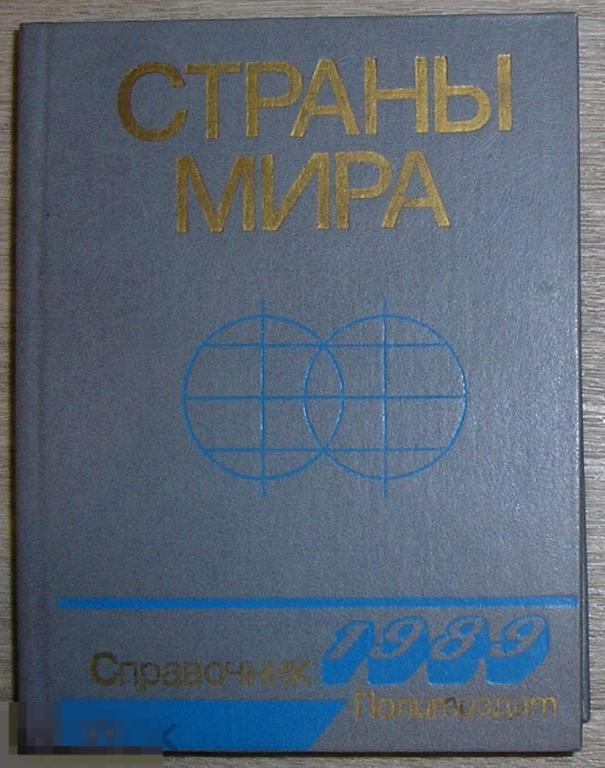 СТРАНЫ
МИРА
Справочник 1989
Политиздат